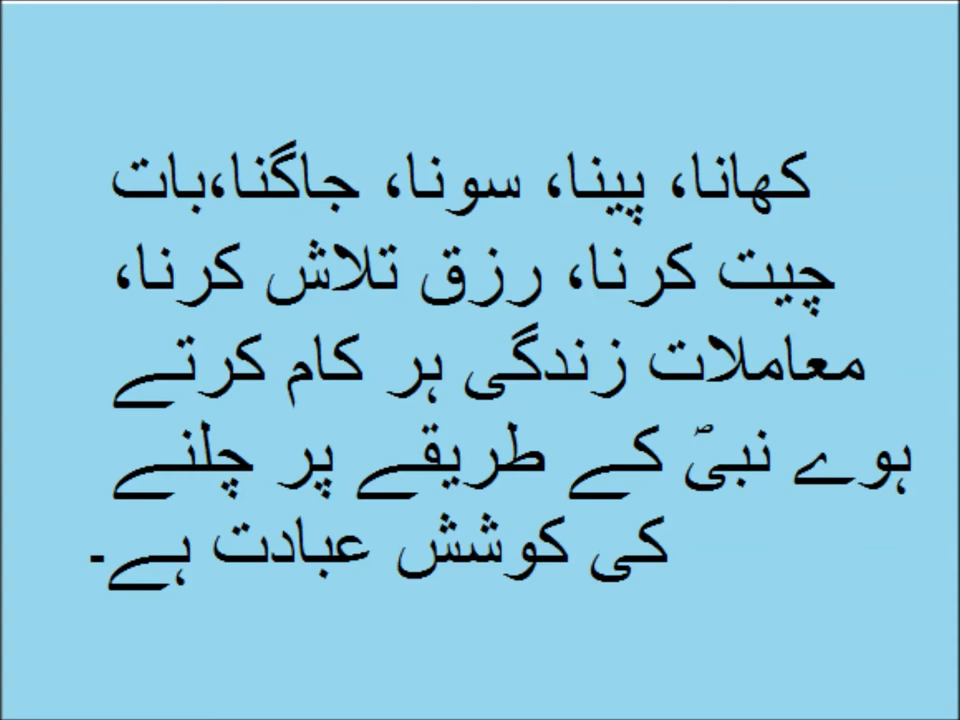 کھانا، پینا، سونا، جاگنا،بات
چیت کرنا، رزق تلاش کرنا،
معاملات زندگی ہر کام کرتے
ہوے نبیؐ کے طریقے پر چلنے
کی کوشش عبادت ہے۔